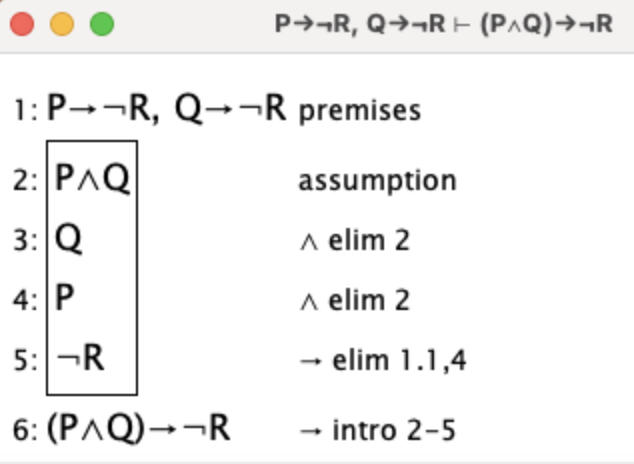 P→¬R, Q→¬R ⊢ (P∧Q)→¬R
1: P→¬R, Q→¬R premises
2: P∧Q assumption
3: Q ∧ elim 2
4: P ∧ elim 2
5: ¬R → elim 1.1,4
6: (P∧Q)→¬R → intro 2-5